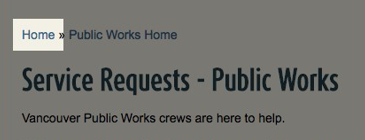 Home » Public Works Home
Service Requests - Public Works
Vancouver Public Works crews are here to help.